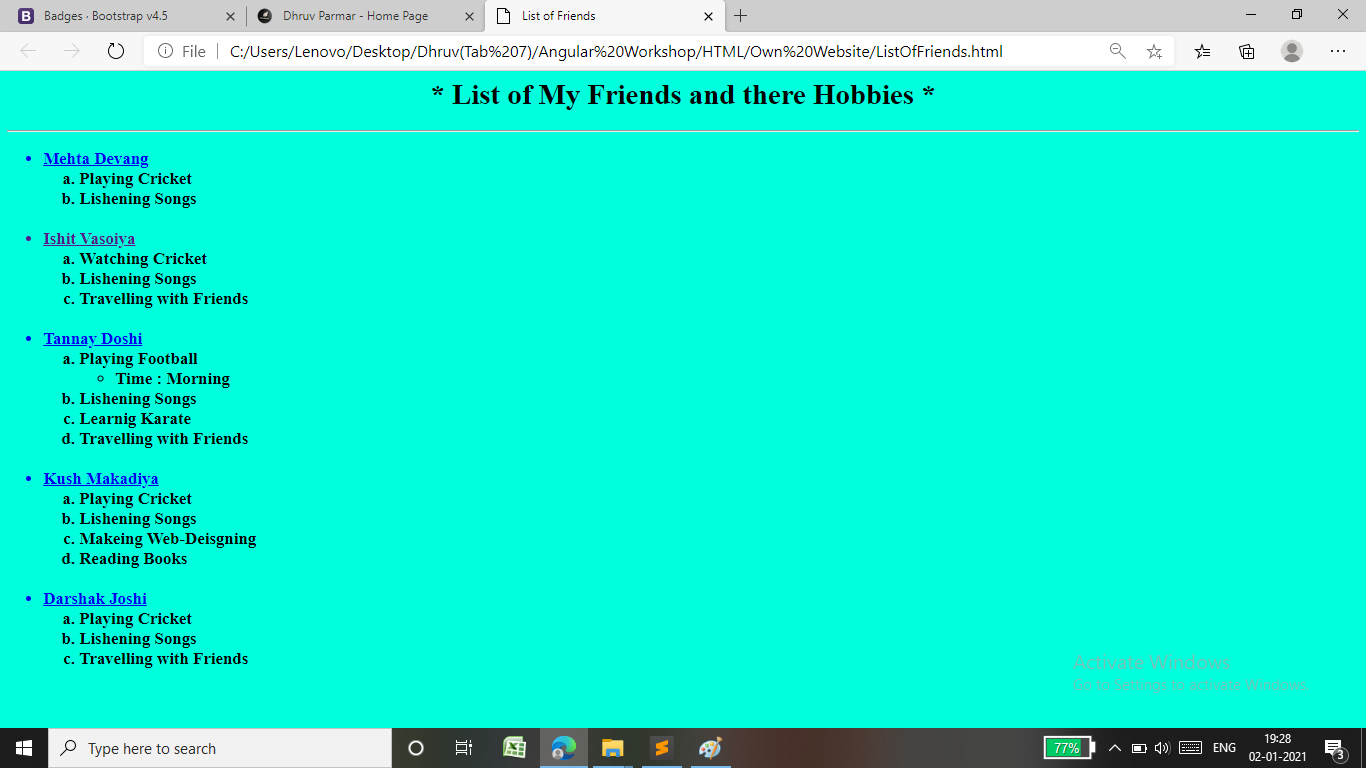 Badges · Bootstrap v4.5
Dhruv Parmar - Home Page
List of Friends
File
C:/Users/Lenovo/Desktop/Dhruv(Tab%207)/Angular%20Workshop/HTML/Own%20Website/ListOfFriends.html
* List of My Friends and there Hobbies *
• Mehta Devang
a. Playing Cricket
b. Lishening Songs
• Ishit Vasoiya
a. Watching Cricket
b. Lishening Songs
c. Travelling with Friends
• Tannay Doshi
a. Playing Football
◦ Time : Morning
b. Lishening Songs
c. Learnig Karate
d. Travelling with Friends
• Kush Makadiya
a. Playing Cricket
b. Lishening Songs
c. Makeing Web-Deisgning
d. Reading Books
• Darshak Joshi
a. Playing Cricket
b. Lishening Songs
c. Travelling with Friends
Activate Windows
Go to Settings to activate Windows.
Type here to search
77%
ENG
19:28
02-01-2021
3